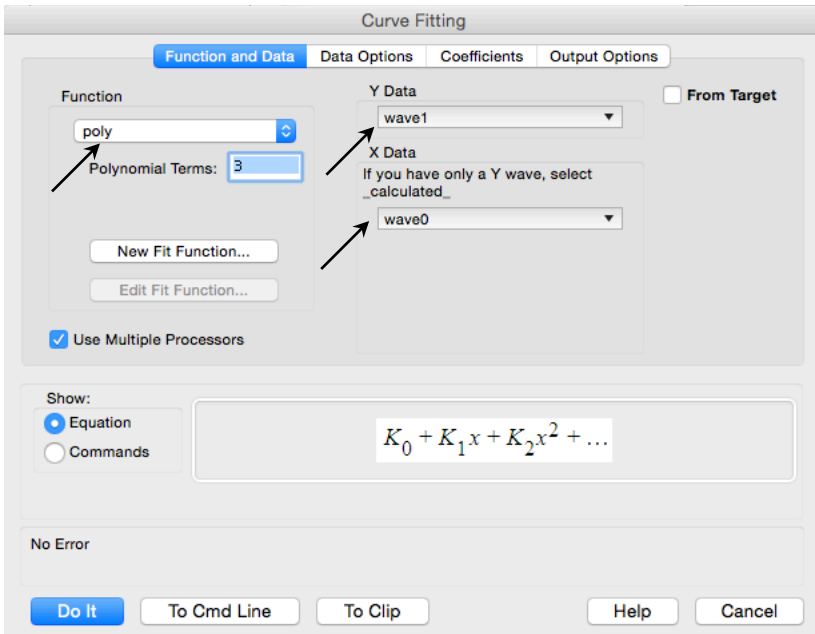 Curve Fitting
Function and Data
Data Options
Coefficients
Output Options
Function
poly
Polynomial Terms: 3
New Fit Function...
Edit Fit Function...
Use Multiple Processors
Y Data
wave1
X Data
If you have only a Y wave, select
_calculated_
wave0
From Target
Show:
Equation
Commands
K₀ + K₁x + K₂x² + ...
No Error
Do It
To Cmd Line
To Clip
Help
Cancel